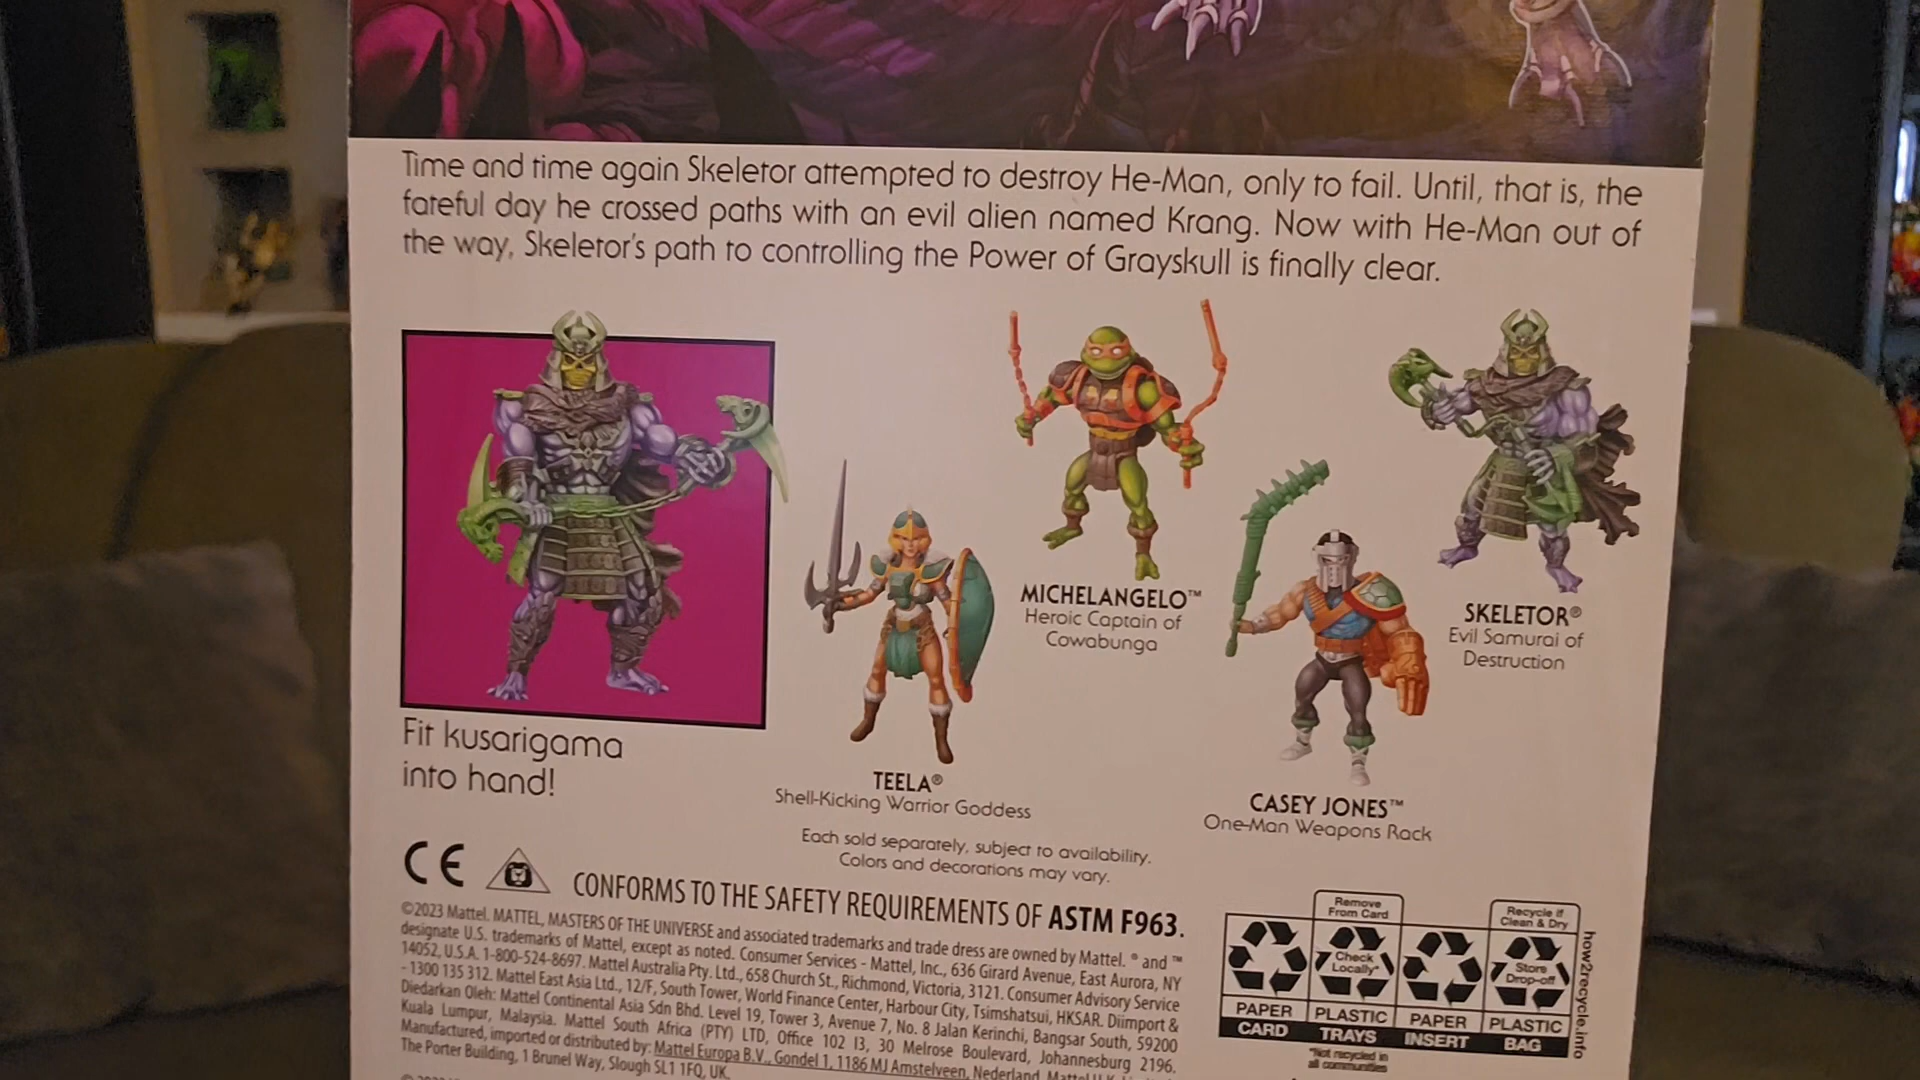 Time and time again Skeletor attempted to destroy He-Man, only to fail. Until, that is, the
fateful day he crossed paths with an evil alien named Krang. Now with He-Man out of
the way, Skeletor's path to controlling the Power of Grayskull is finally clear.
Fit kusarigama
into hand!
TEELA®
Shell-Kicking Warrior Goddess
MICHELANGELO™
Heroic Captain of
Cowabunga
CASEY JONES™
One-Man Weapons Rack
SKELETOR®
Evil Samurai of
Destruction
Each sold separately, subject to availability.
Colors and decorations may vary.
CE
CONFORMS TO THE SAFETY REQUIREMENTS OF ASTM F963.
©2023 Mattel. MATTEL, MASTERS OF THE UNIVERSE and associated trademarks and trade dress are owned by Mattel. ® and ™
designate U.S. trademarks of Mattel, except as noted. Consumer Services - Mattel, Inc., 636 Girard Avenue, East Aurora, NY
14052, U.S.A. 1-800-524-8697. Mattel Australia Pty. Ltd., 658 Church St., Richmond, Victoria, 3121. Consumer Advisory Service
- 1300 135 312. Mattel East Asia Ltd., 12/F, South Tower, World Finance Center, Harbour City, Tsimshatsui, HKSAR. Diimport &
Diedarkan Oleh: Mattel Continental Asia Sdn Bhd. Level 19, Tower 3, Avenue 7, No. 8 Jalan Kerinchi, Bangsar South, 59200
Kuala Lumpur, Malaysia. Mattel South Africa (PTY) LTD, Office 102 I3, 30 Melrose Boulevard, Johannesburg 2196.
Manufactured, imported or distributed by: Mattel Europa B.V., Gondel 1, 1186 MJ Amstelveen, Nederland. Mattel U.K.
The Porter Building, 1 Brunel Way, Slough SL1 1FQ, UK.
Remove
From Card
Recycle if
Clean & Dry
Check
Locally*
Store
Drop-off
PAPER
PLASTIC
PAPER
PLASTIC
CARD
TRAYS
INSERT
BAG
*Not recycled in
all communities
how2recycle.info